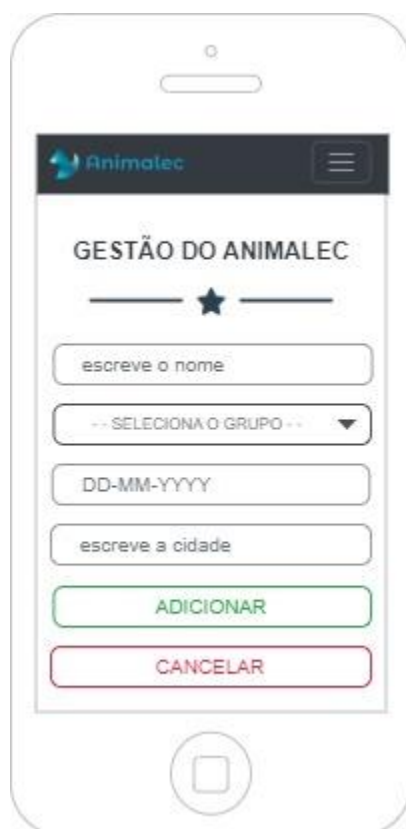 Animalec
GESTÃO DO ANIMALEC
escreve o nome
-- SELECIONA O GRUPO --
DD-MM-YYYY
escreve a cidade
ADICIONAR
CANCELAR